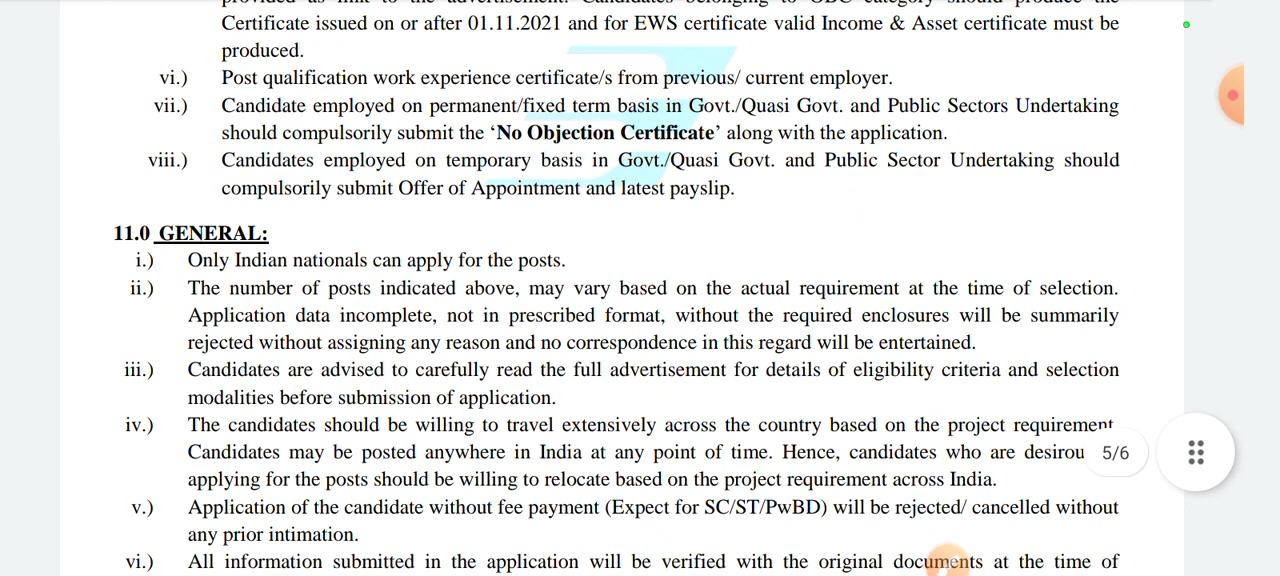 Certificate issued on or after 01.11.2021 and for EWS certificate valid Income & Asset certificate must be
produced.
vi.) Post qualification work experience certificate/s from previous/ current employer.
vii.) Candidate employed on permanent/fixed term basis in Govt./Quasi Govt. and Public Sectors Undertaking
should compulsorily submit the ‘No Objection Certificate’ along with the application.
viii.) Candidates employed on temporary basis in Govt./Quasi Govt. and Public Sector Undertaking should
compulsorily submit Offer of Appointment and latest payslip.
11.0 GENERAL:
i.) Only Indian nationals can apply for the posts.
ii.) The number of posts indicated above, may vary based on the actual requirement at the time of selection.
Application data incomplete, not in prescribed format, without the required enclosures will be summarily
rejected without assigning any reason and no correspondence in this regard will be entertained.
iii.) Candidates are advised to carefully read the full advertisement for details of eligibility criteria and selection
modalities before submission of application.
iv.) The candidates should be willing to travel extensively across the country based on the project requirement
Candidates may be posted anywhere in India at any point of time. Hence, candidates who are desirou
5/6
applying for the posts should be willing to relocate based on the project requirement across India.
v.) Application of the candidate without fee payment (Expect for SC/ST/PwBD) will be rejected/ cancelled without
any prior intimation.
vi.) All information submitted in the application will be verified with the original documents at the time of